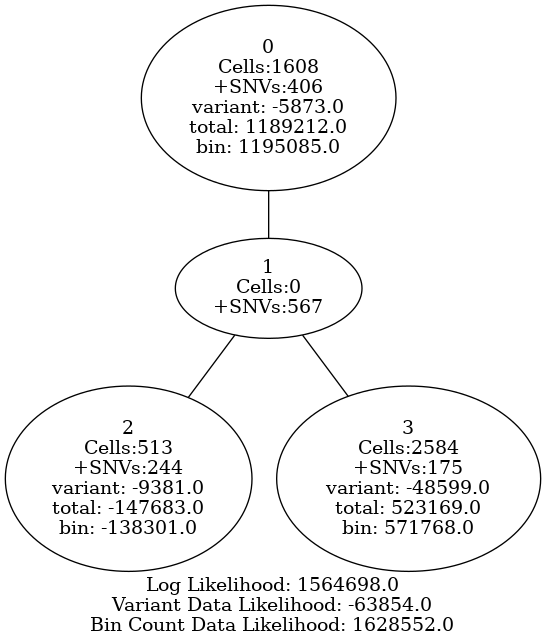 0
Cells:1608
+SNVs:406
variant: -5873.0
total: 1189212.0
bin: 1195085.0
1
Cells:0
+SNVs:567
2
Cells:513
+SNVs:244
variant: -9381.0
total: -147683.0
bin: -138301.0
3
Cells:2584
+SNVs:175
variant: -48599.0
total: 523169.0
bin: 571768.0
Log Likelihood: 1564698.0
Variant Data Likelihood: -63854.0
Bin Count Data Likelihood: 1628552.0